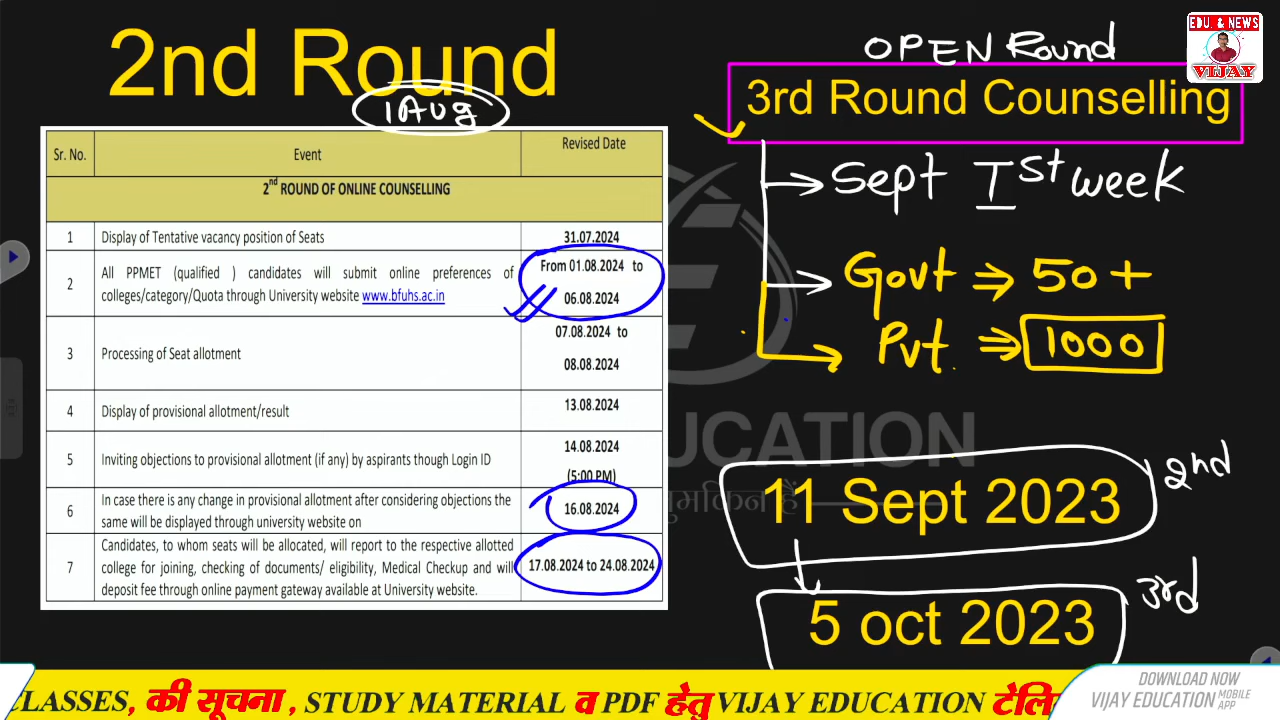 2nd Round
1 Aug
Sr. No. Event Revised Date
2nd ROUND OF ONLINE COUNSELLING
1 Display of Tentative vacancy position of Seats 31.07.2024
2 All PPMET (qualified ) candidates will submit online preferences of From 01.08.2024 to
colleges/category/Quota through University website www.bfuhs.ac.in 06.08.2024
3 Processing of Seat allotment 07.08.2024 to
08.08.2024
4 Display of provisional allotment/result 13.08.2024
5 Inviting objections to provisional allotment (if any) by aspirants though Login ID 14.08.2024
(5:00 PM)
6 In case there is any change in provisional allotment after considering objections the
same will be displayed through university website on 16.08.2024
7 Candidates, to whom seats will be allocated, will report to the respective allotted
college for joining, checking of documents/ eligibility, Medical Checkup and will 17.08.2024 to 24.08.2024
deposit fee through online payment gateway available at University website.
OPEN Round
3rd Round Counselling
Sept Ist week
Govt 50+
Pvt. 1000
11 Sept 2023 2nd
5 oct 2023 3rd
EDU. & NEWS
VIJAY
UCATION
मुमकिन हैं
CLASSES, की सूचना , STUDY MATERIAL व PDF हेतु VIJAY EDUCATION टेलि
DOWNLOAD NOW
VIJAY EDUCATION MOBILE APP